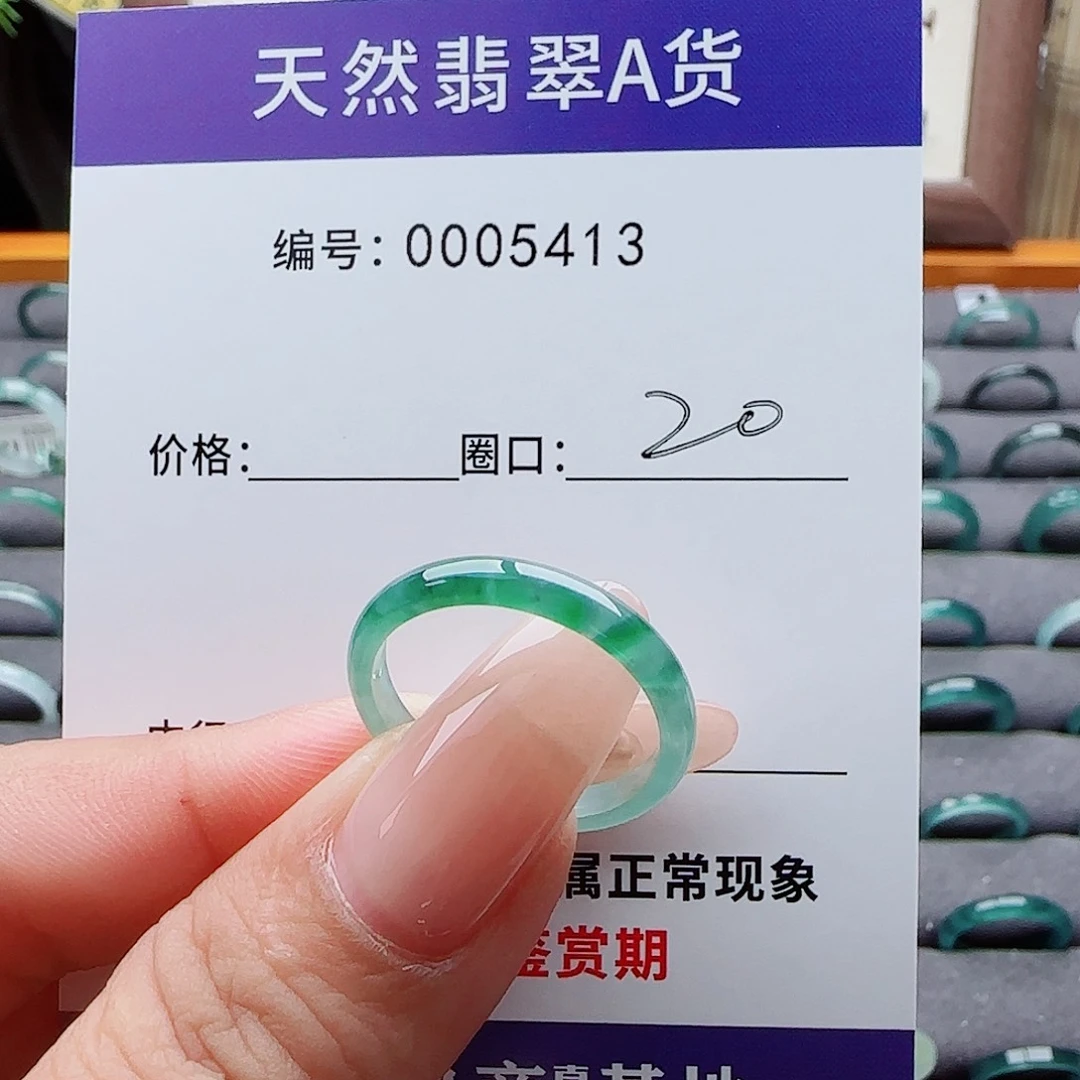 天然翡翠A货
编号：0005413
价格： 圈口：20
属正常现象
鉴赏期